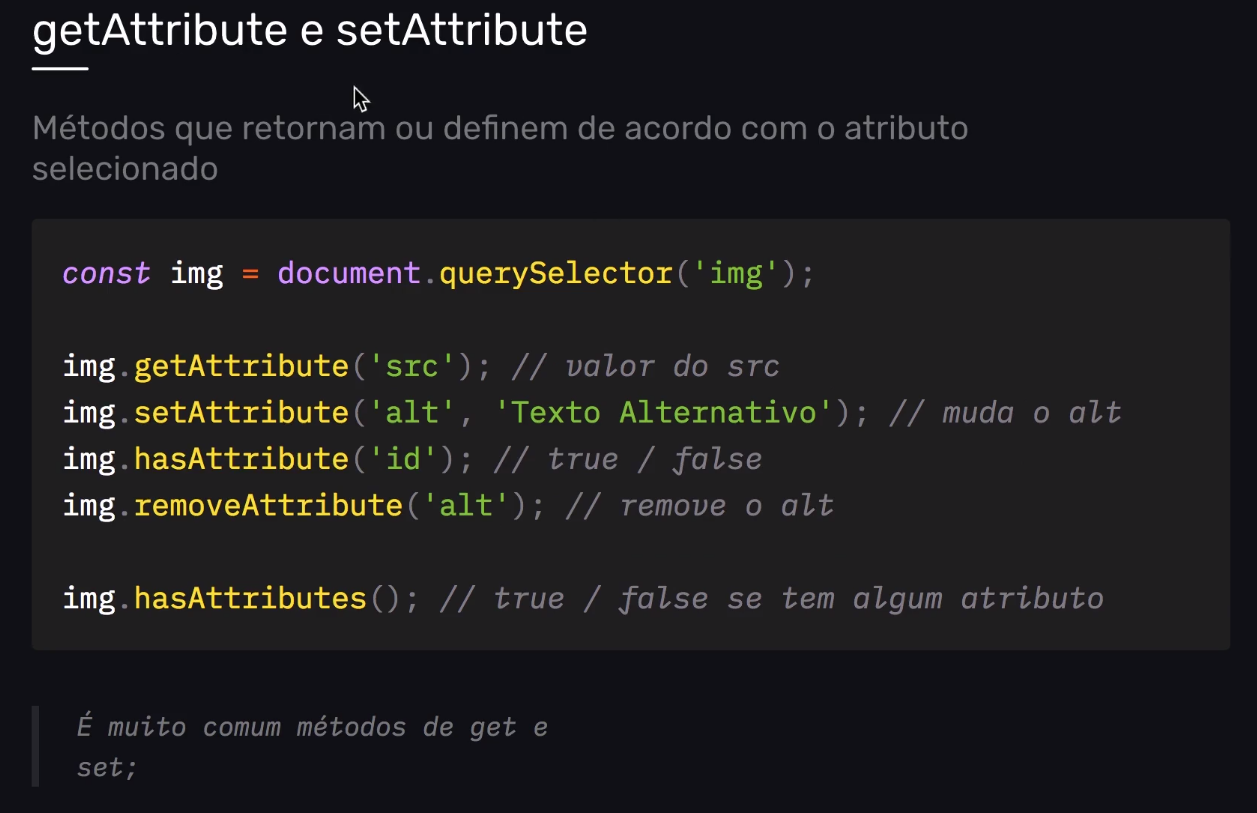 getAttribute e setAttribute
Métodos que retornam ou definem de acordo com o atributo
selecionado
const img = document.querySelector('img');
img.getAttribute('src'); // valor do src
img.setAttribute('alt', 'Texto Alternativo'); // muda o alt
img.hasAttribute('id'); // true / false
img.removeAttribute('alt'); // remove o alt
img.hasAttributes(); // true / false se tem algum atributo
É muito comum métodos de get e
set;